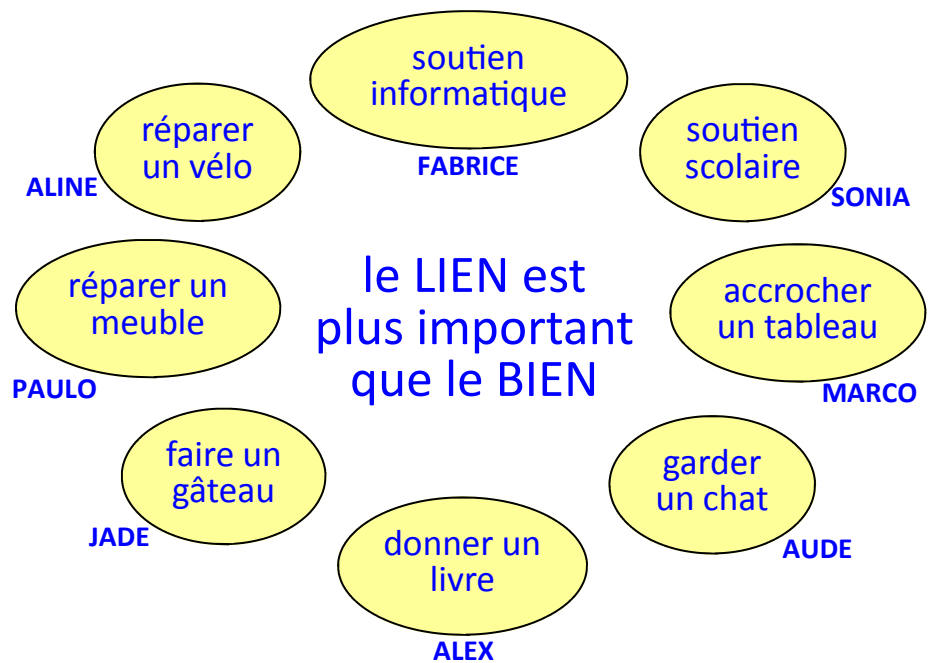 soutien
informatique
FABRICE
réparer
un vélo
ALINE
soutien
scolaire
SONIA
réparer un
meuble
PAULO
le LIEN est
plus important
que le BIEN
accrocher
un tableau
MARCO
faire un
gâteau
JADE
garder
un chat
AUDE
donner un
livre
ALEX